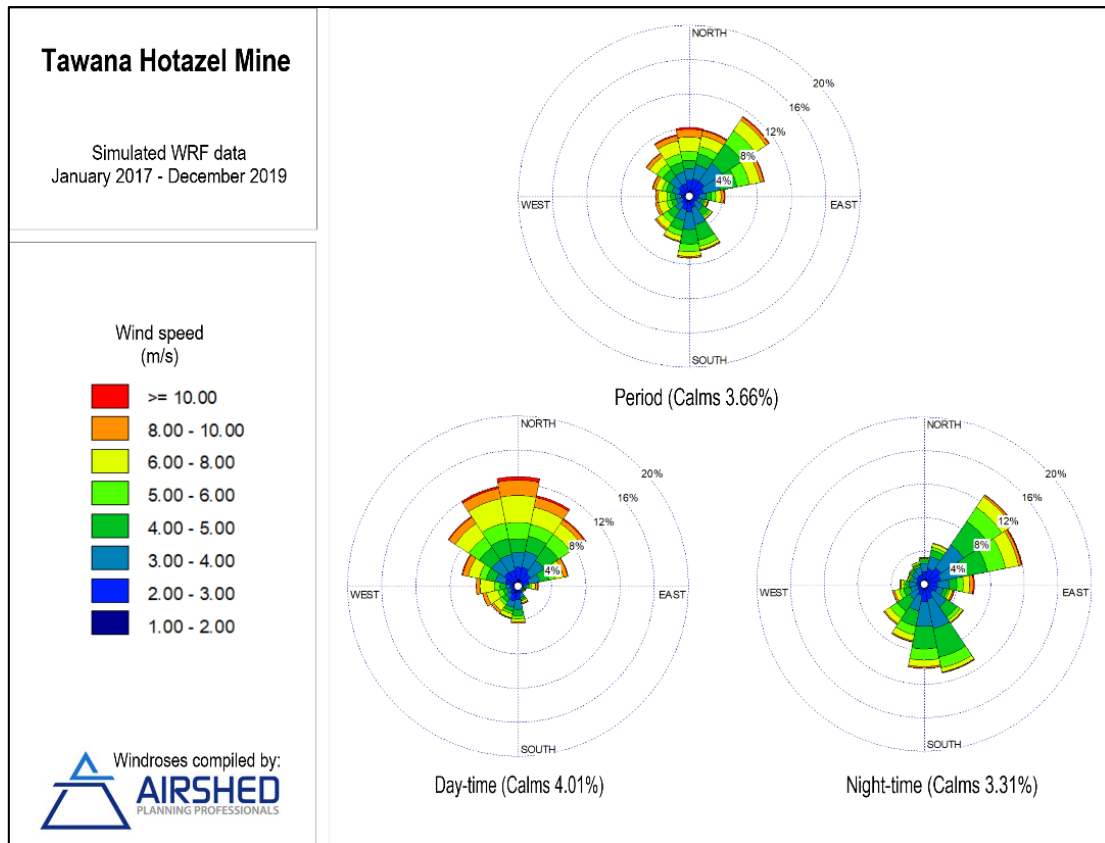 Tawana Hotazel Mine
Simulated WRF data
January 2017 - December 2019
Wind speed
(m/s)
>= 10.00
8.00 - 10.00
6.00 - 8.00
5.00 - 6.00
4.00 - 5.00
3.00 - 4.00
2.00 - 3.00
1.00 - 2.00
Windroses compiled by:
AIRSHED
PLANNING PROFESSIONALS
NORTH
20%
16%
12%
8%
4%
WEST
EAST
SOUTH
Period (Calms 3.66%)
NORTH
20%
16%
12%
8%
4%
WEST
EAST
SOUTH
Day-time (Calms 4.01%)
NORTH
20%
16%
12%
8%
4%
WEST
EAST
SOUTH
Night-time (Calms 3.31%)